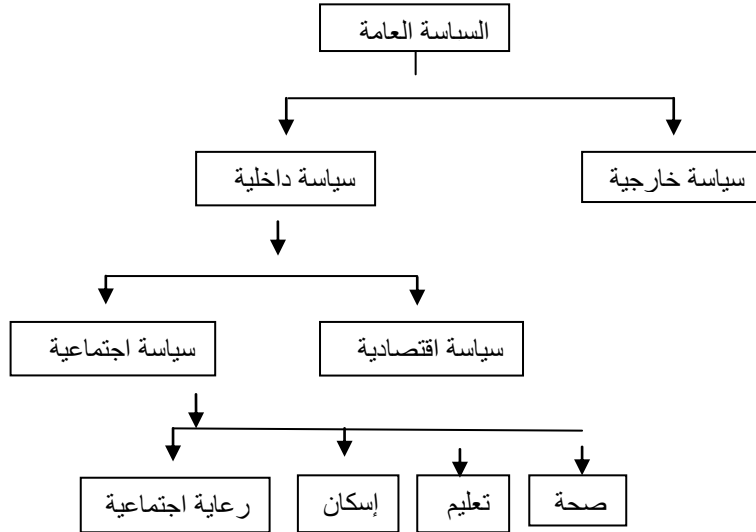 السياسة العامة
سياسة خارجية
سياسة داخلية
سياسة اقتصادية
سياسة اجتماعية
صحة
تعليم
إسكان
رعاية اجتماعية